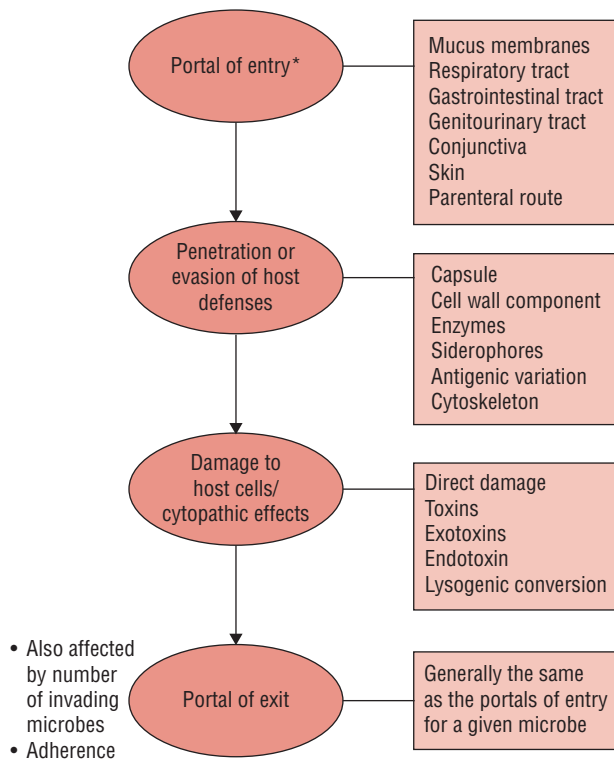 Portal of entry*
Mucus membranes
Respiratory tract
Gastrointestinal tract
Genitourinary tract
Conjunctiva
Skin
Parenteral route
Penetration or
evasion of host
defenses
Capsule
Cell wall component
Enzymes
Siderophores
Antigenic variation
Cytoskeleton
Damage to
host cells/
cytopathic effects
Direct damage
Toxins
Exotoxins
Endotoxin
Lysogenic conversion
• Also affected
by number
of invading
microbes
• Adherence
Portal of exit
Generally the same
as the portals of entry
for a given microbe